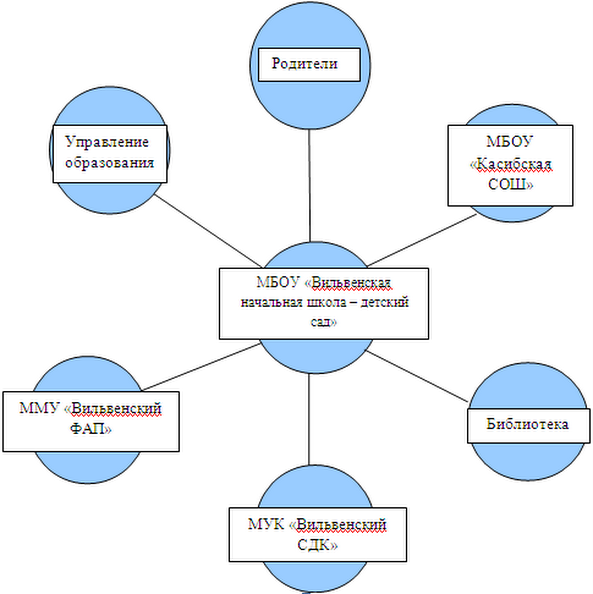 Родители
Управление
образования
МБОУ
«Касибская
СОШ»
МБОУ «Вильвенская
начальная школа – детский
сад»
ММУ «Вильвенский
ФАП»
Библиотека
МУК «Вильвенский
СДК»